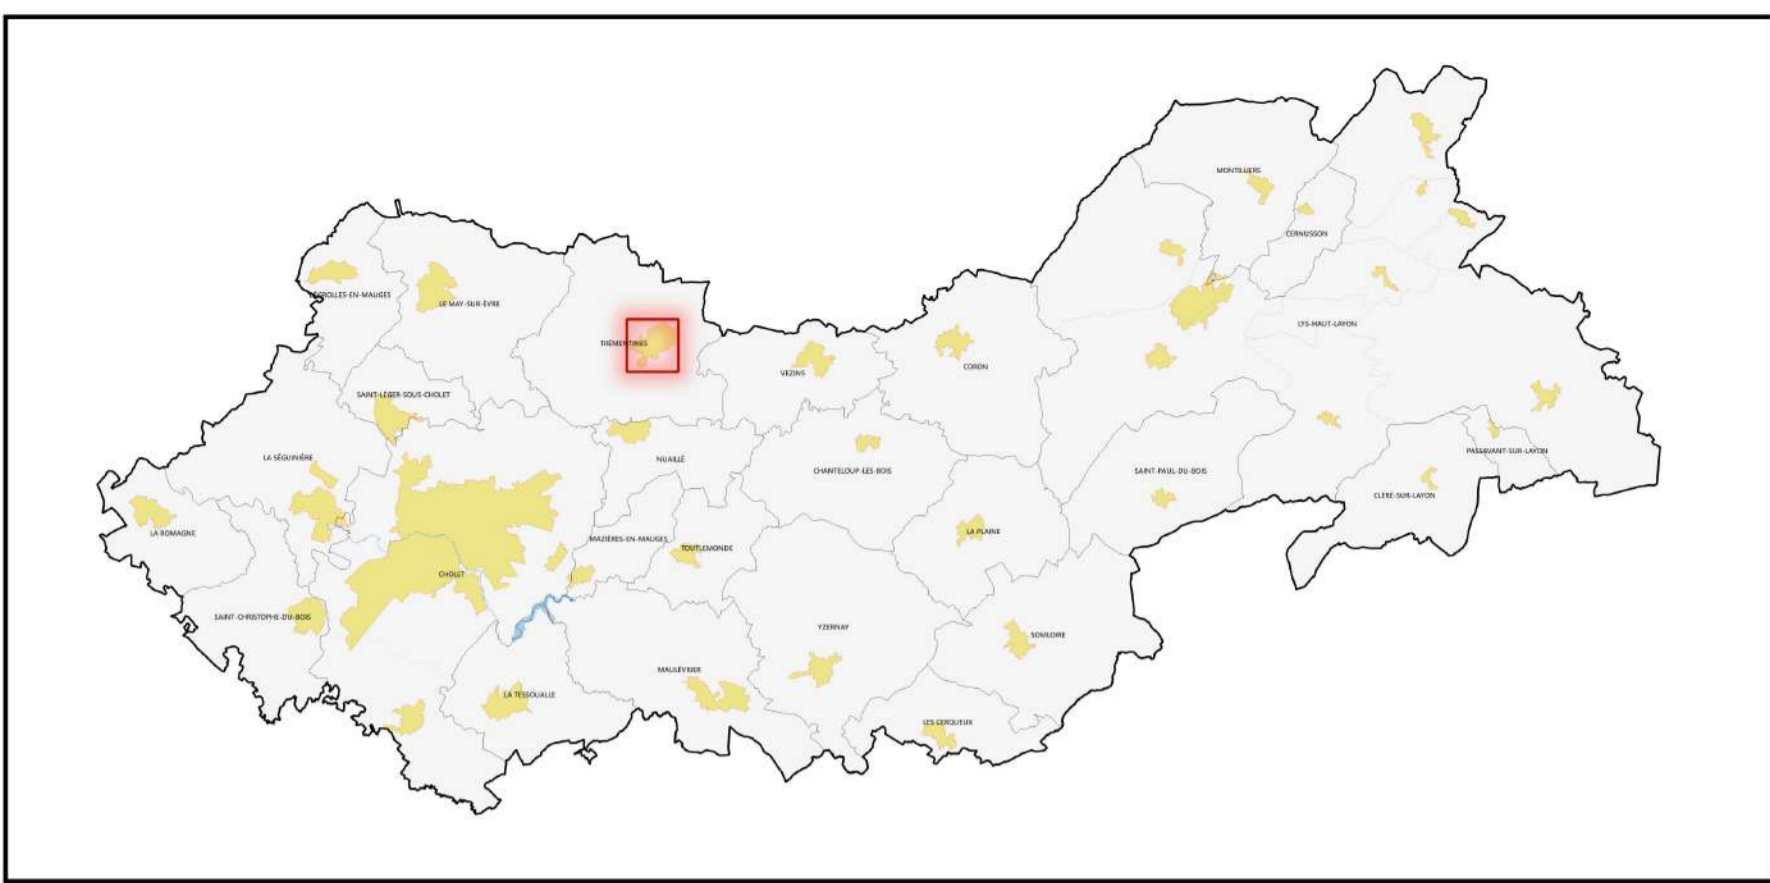 MONTILLIERS
CERNUSSON
BÉGROLLES-EN-MAUGES
LE MAY-SUR-ÈVRE
LYS-HAUT-LAYON
TRÉMENTINES
CORON
VEZINS
SAINT-LÉGER-SOUS-CHOLET
PASSAVANT-SUR-LAYON
LA SÉGUINIÈRE
NUAILLÉ
CHANTELOUP-LES-BOIS
SAINT-PAUL-DU-BOIS
CLERE-SUR-LAYON
LA ROMAGNE
LA PLAINE
MAZIÈRES-EN-MAUGES
TOUTLEMONDE
CHOLET
SAINT-CHRISTOPHE-DU-BOIS
YZERNAY
SOMLOIRE
MAULÉVRIER
LA TESSOUALLE
LES CERQUEUX